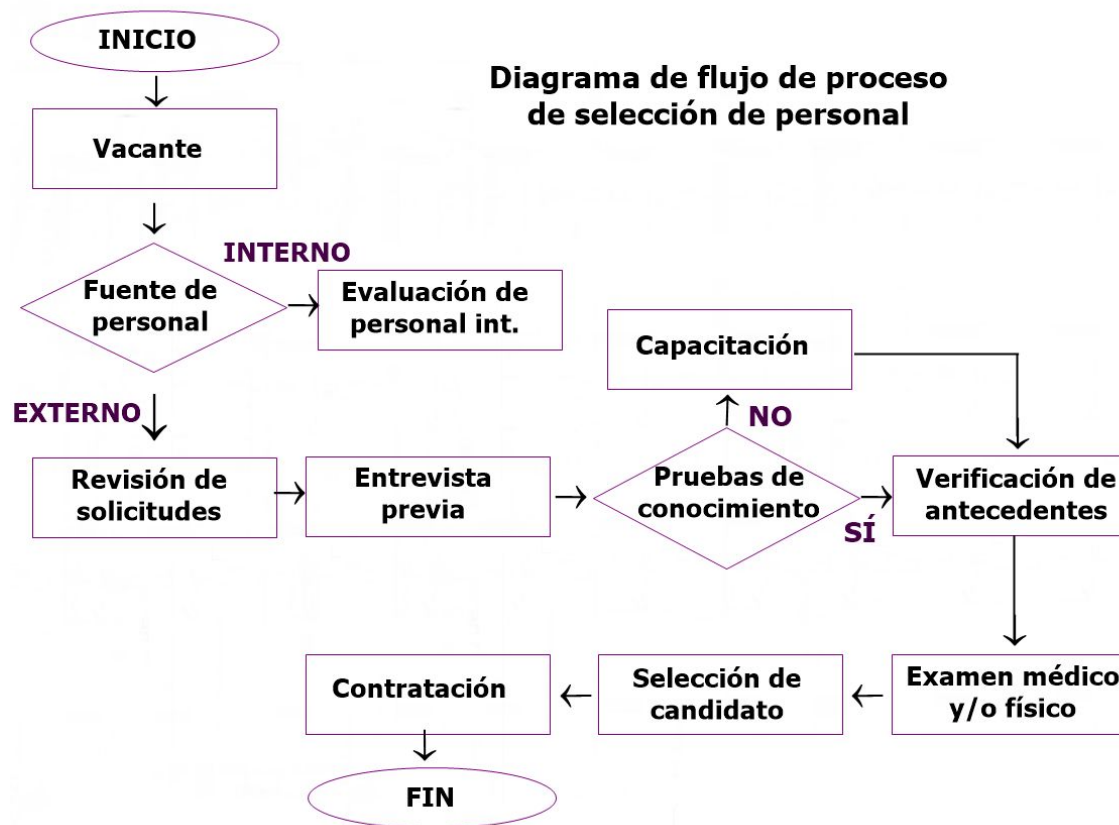 INICIO
Diagrama de flujo de proceso
de selección de personal
Vacante
INTERNO
Fuente de
personal
Evaluación de
personal int.
Capacitación
EXTERNO
NO
Revisión de
solicitudes
Entrevista
previa
Pruebas de
conocimiento
SÍ
Verificación de
antecedentes
Contratación
Selección de
candidato
Examen médico
y/o físico
FIN